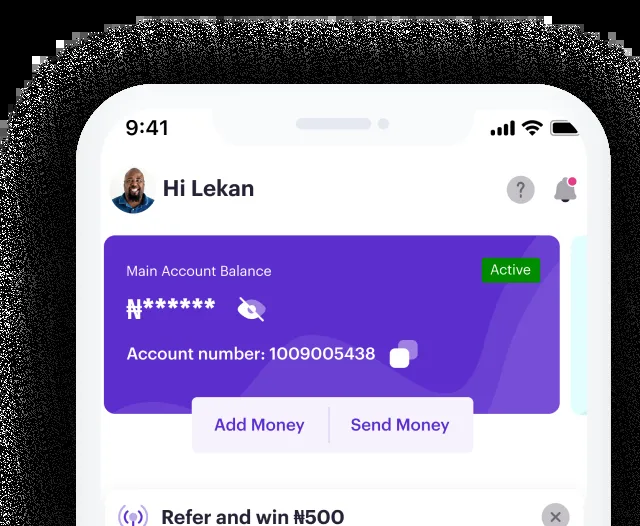 9:41
Hi Lekan
?
Main Account Balance
Active
₦******
Account number: 1009005438
Add Money
Send Money
Refer and win ₦500